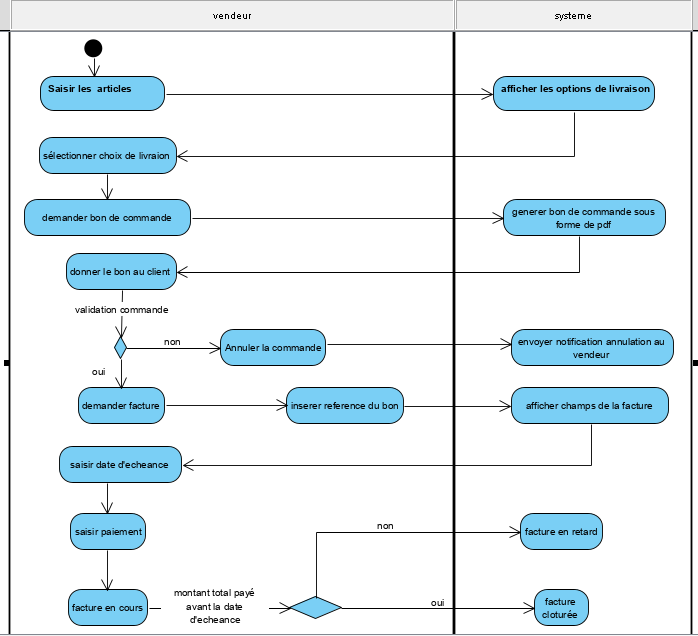 vendeur
systeme
Saisir les articles
afficher les options de livraison
sélectionner choix de livraion
demander bon de commande
generer bon de commande sous
forme de pdf
donner le bon au client
validation commande
non
Annuler la commande
envoyer notification annulation au
vendeur
oui
demander facture
inserer reference du bon
afficher champs de la facture
saisir date d'echeance
saisir paiement
non
facture en retard
facture en cours
montant total payé
avant la date
d'echeance
oui
facture
cloturée